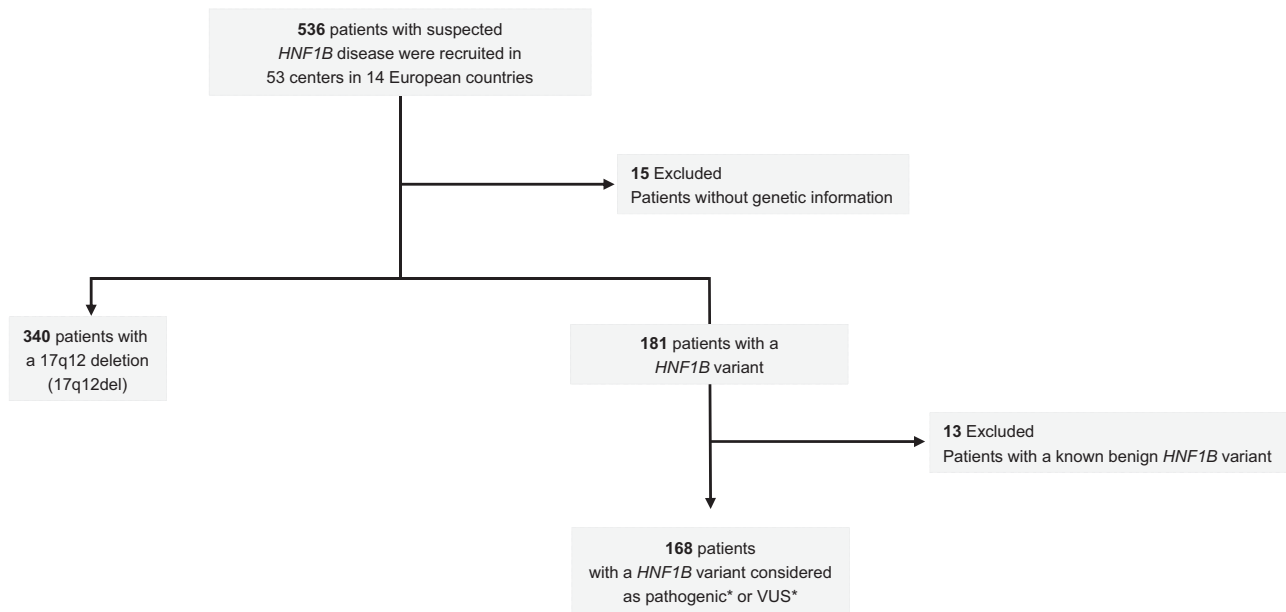 536 patients with suspected
HNF1B disease were recruited in
53 centers in 14 European countries
15 Excluded
Patients without genetic information
340 patients with
a 17q12 deletion
(17q12del)
181 patients with a
HNF1B variant
13 Excluded
Patients with a known benign HNF1B variant
168 patients
with a HNF1B variant considered
as pathogenic* or VUS*